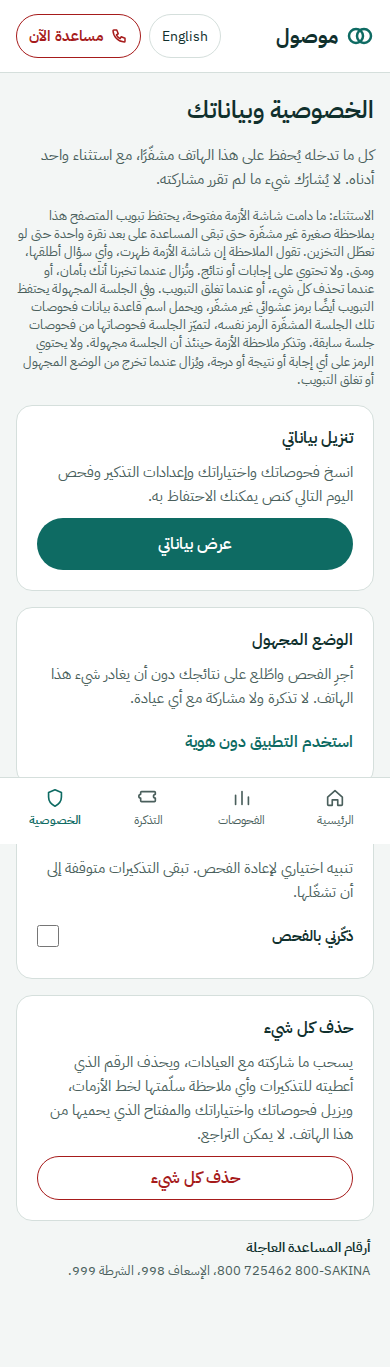 موصول
English
مساعدة الآن
الخصوصية وبياناتك
كل ما تدخله يُحفظ على هذا الهاتف مشفّرًا، مع استثناء واحد
أدناه. لا يُشارَك شيء ما لم تقرر مشاركته.
الاستثناء: ما دامت شاشة الأزمة مفتوحة، يحتفظ تبويب المتصفح هذا
بملاحظة صغيرة غير مشفّرة حتى تبقى المساعدة على بعد نقرة واحدة حتى لو
تعطّل التخزين. تقول الملاحظة إن شاشة الأزمة ظهرت، وأي سؤال أطلقها،
ومتى. ولا تحتوي على إجابات أو نتائج. وتُزال عندما تخبرنا أنك بأمان، أو
عندما تحذف كل شيء، أو عندما تغلق التبويب. وفي الجلسة المجهولة يحتفظ
التبويب أيضًا برمز عشوائي غير مشفّر، ويحمل اسم قاعدة بيانات فحوصات
تلك الجلسة المشفّرة الرمز نفسه، لتميّز الجلسة فحوصاتها من فحوصات
جلسة سابقة. وتذكر ملاحظة الأزمة حينئذ أن الجلسة مجهولة. ولا يحتوي
الرمز على أي إجابة أو نتيجة أو درجة، ويُزال عندما تخرج من الوضع المجهول
أو تغلق التبويب.
تنزيل بياناتي
انسخ فحوصاتك واختياراتك وإعدادات التذكير وفحص
اليوم التالي كنص يمكنك الاحتفاظ به.
عرض بياناتي
الوضع المجهول
أجرِ الفحص واطّلع على نتائجك دون أن يغادر شيء هذا
الهاتف. لا تذكرة ولا مشاركة مع أي عيادة.
استخدم التطبيق دون هوية
الرئيسية
الفحوصات
التذكرة
الخصوصية
تنبيه اختياري لإعادة الفحص. تبقى التذكيرات متوقفة إلى
أن تشغّلها.
ذكّرني بالفحص
حذف كل شيء
يسحب ما شاركته مع العيادات، ويحذف الرقم الذي
أعطيته للتذكيرات وأي ملاحظة سلّمتها لخط الأزمات،
ويزيل فحوصاتك واختياراتك والمفتاح الذي يحميها من
هذا الهاتف. لا يمكن التراجع.
حذف كل شيء
أرقام المساعدة العاجلة
800-SAKINA 800 725462، الإسعاف 998، الشرطة 999.